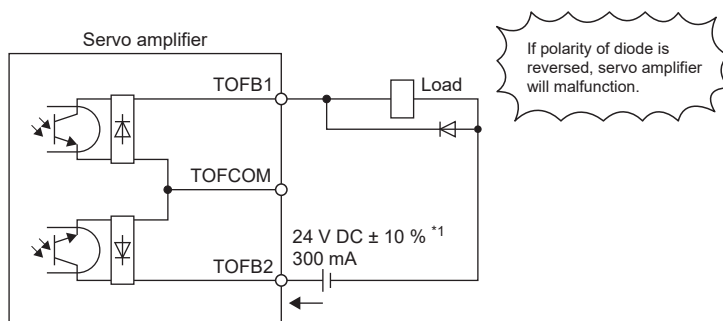 Servo amplifier
If polarity of diode is
reversed, servo amplifier
will malfunction.
TOFB1
Load
TOFCOM
24 V DC ± 10 % *1
300 mA
TOFB2